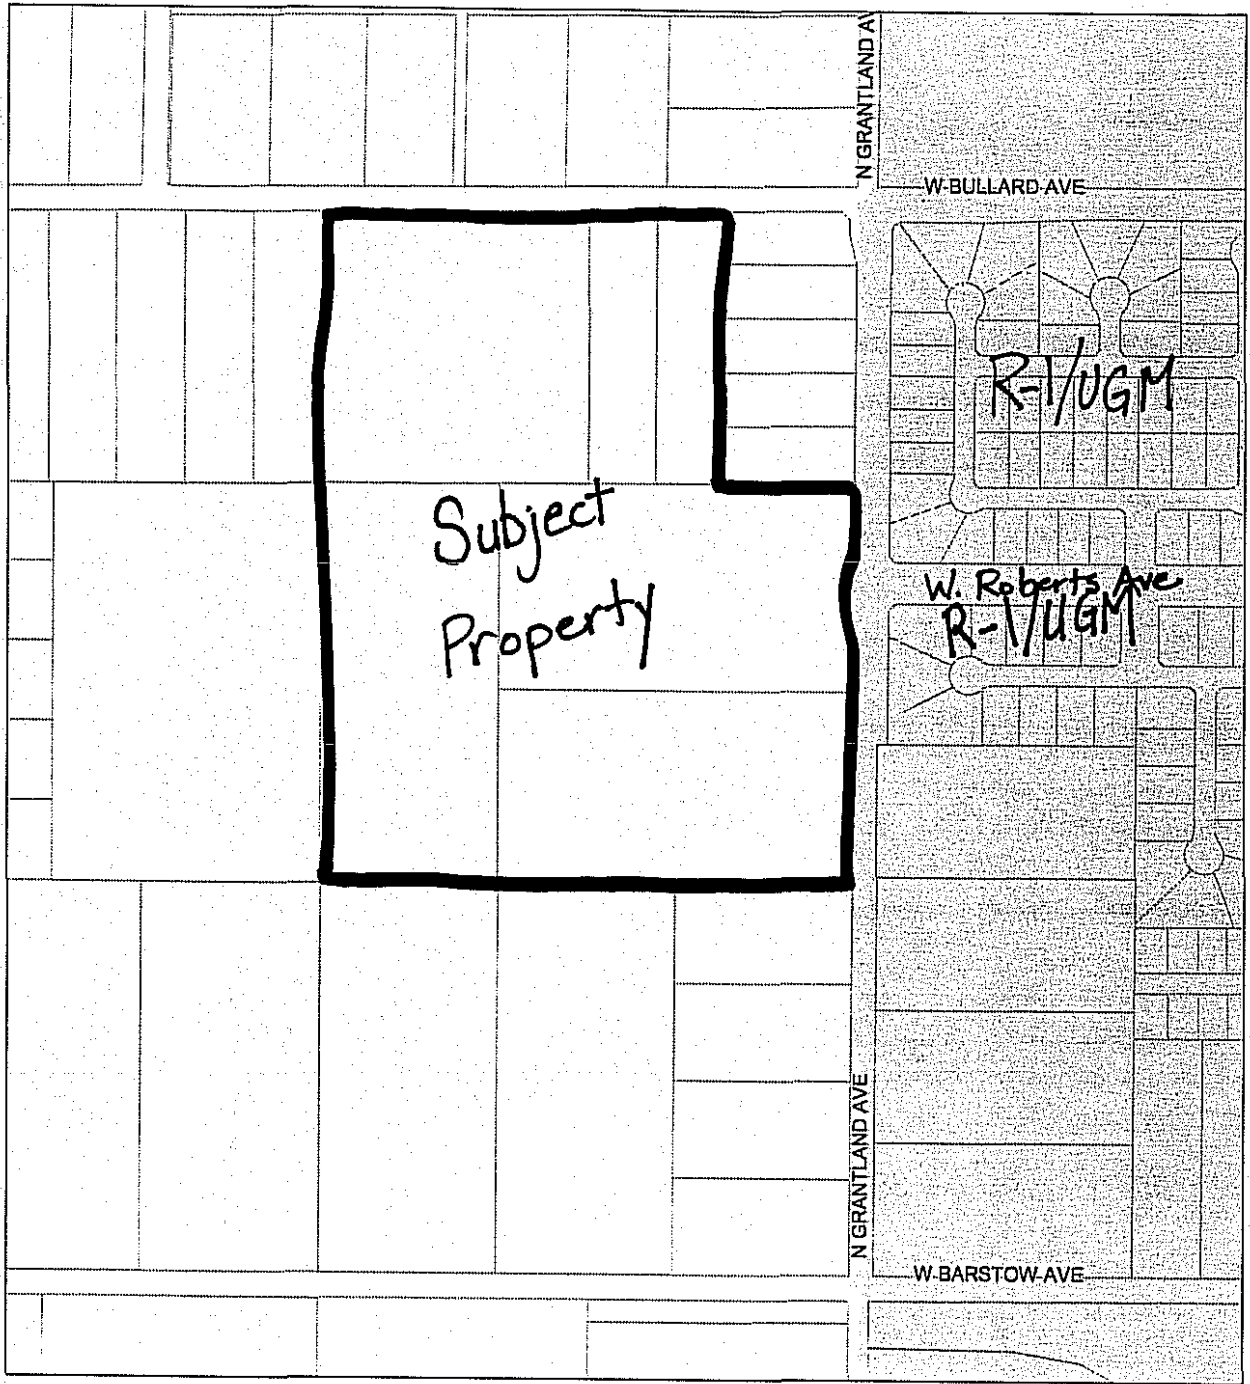 N GRANTLAND AV
W BULLARD AVE
R-1/UGM
Subject
Property
W. Roberts Ave
R-1/UGM
N GRANTLAND AVE
W BARSTOW AVE